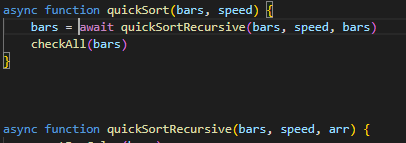 async function quickSort(bars, speed) {
bars = await quickSortRecursive(bars, speed, bars)
checkAll(bars)
}
async function quickSortRecursive(bars, speed, arr) {